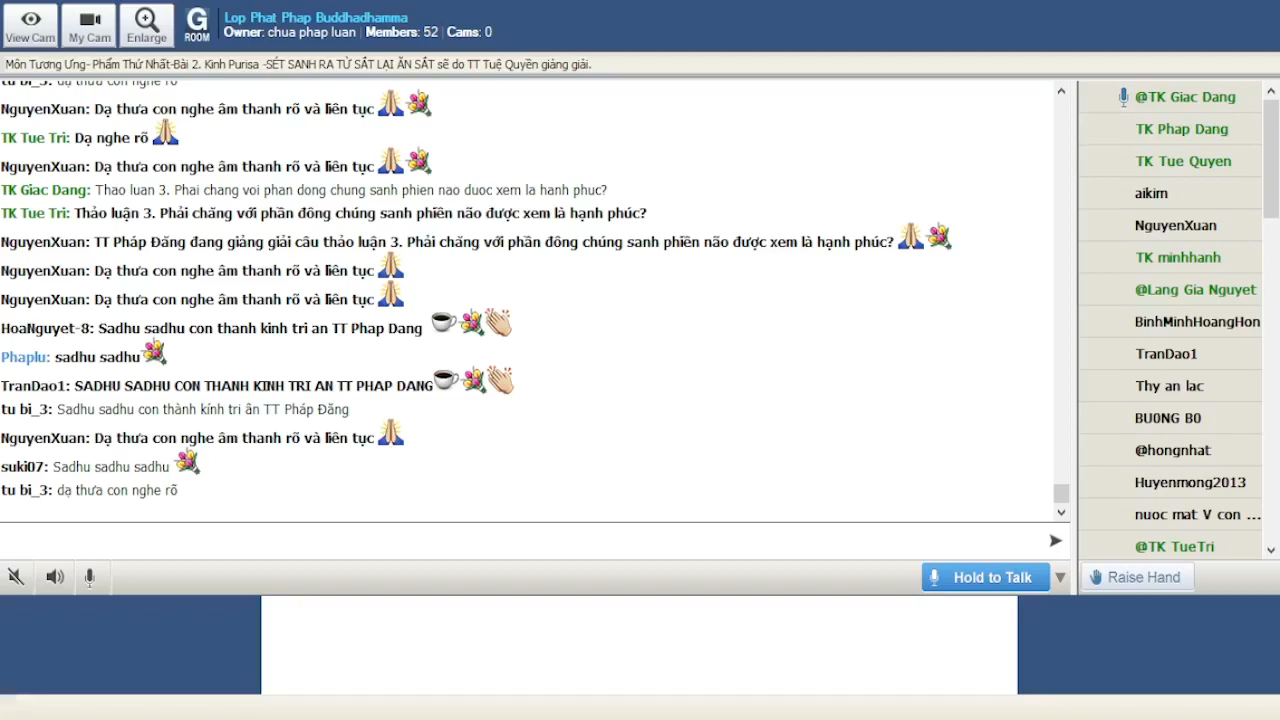 View Cam
My Cam
Enlarge
G
ROOM
Lop Phat Phap Buddhadhamma
Owner: chua phap luan | Members: 52 | Cams: 0
Môn Tương Ưng- Phẩm Thứ Nhất-Bài 2. Kinh Purisa -SÉT SANH RA TỪ SẮT LẠI ĂN SẮT sẽ do TT Tuệ Quyền giảng giải.
tu bi_3: dạ thưa con nghe rõ
NguyenXuan: Dạ thưa con nghe âm thanh rõ và liên tục
TK Tue Tri: Dạ nghe rõ
NguyenXuan: Dạ thưa con nghe âm thanh rõ và liên tục
TK Giac Dang: Thao luan 3. Phai chang voi phan dong chung sanh phien nao duoc xem la hanh phuc?
TK Tue Tri: Thảo luận 3. Phải chăng với phần đông chúng sanh phiền não được xem là hạnh phúc?
NguyenXuan: TT Pháp Đăng đang giảng giải câu thảo luận 3. Phải chăng với phần đông chúng sanh phiền não được xem là hạnh phúc?
NguyenXuan: Dạ thưa con nghe âm thanh rõ và liên tục
NguyenXuan: Dạ thưa con nghe âm thanh rõ và liên tục
HoaNguyet-8: Sadhu sadhu con thanh kinh tri an TT Phap Dang
Phaplu: sadhu sadhu
TranDao1: SADHU SADHU CON THANH KINH TRI AN TT PHAP DANG
tu bi_3: Sadhu sadhu con thành kính tri ân TT Pháp Đăng
NguyenXuan: Dạ thưa con nghe âm thanh rõ và liên tục
suki07: Sadhu sadhu sadhu
tu bi_3: dạ thưa con nghe rõ
Hold to Talk
@TK Giac Dang
TK Phap Dang
TK Tue Quyen
aikim
NguyenXuan
TK minhhanh
@Lang Gia Nguyet
BinhMinhHoangHon
TranDao1
Thy an lac
BU0NG B0
@hongnhat
Huyenmong2013
nuoc mat V con ...
@TK TueTri
Raise Hand